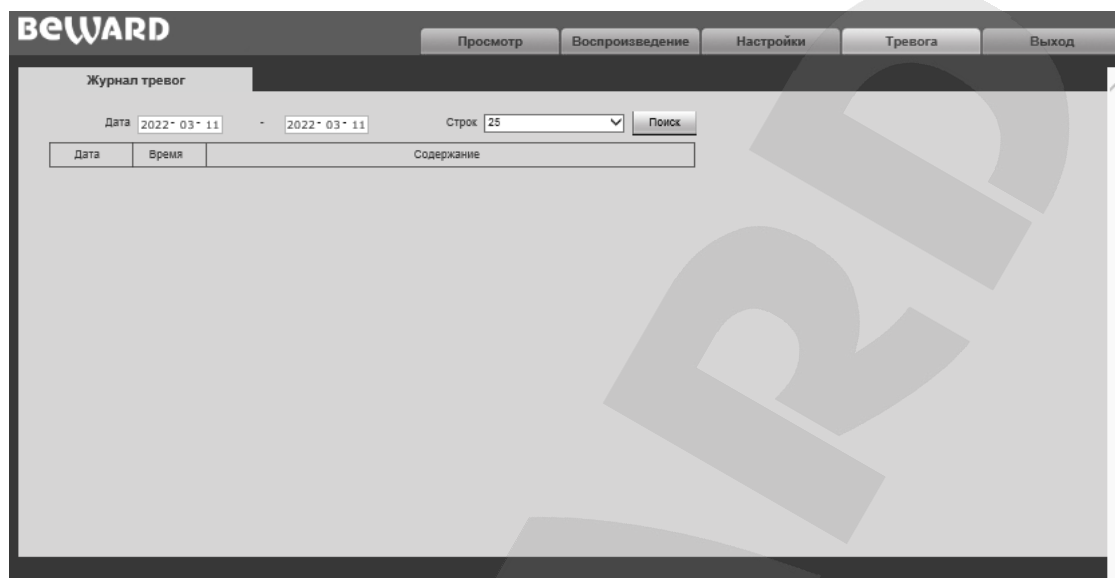 BEWARD
Просмотр Воспроизведение Настройки Тревога Выход
Журнал тревог
Дата 2022-03-11 - 2022-03-11 Строк 25 Поиск
Дата Время Содержание
RD